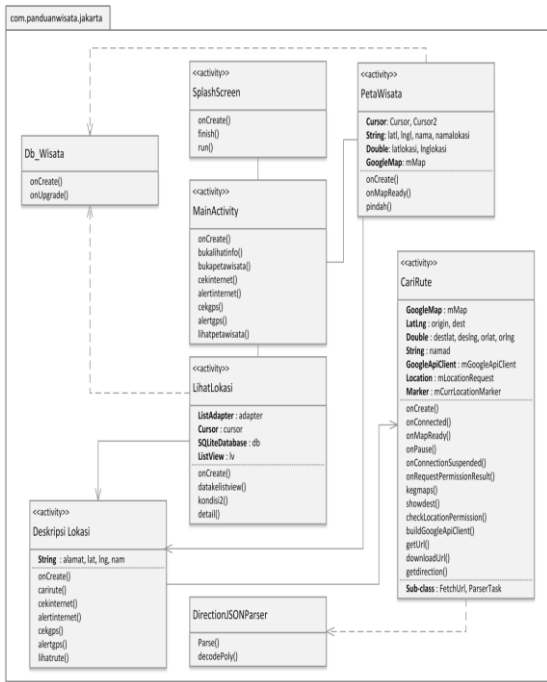 com.panduanwisata.jakarta
<<activity>>
SplashScreen
onCreate()
finish()
run()
<<activity>>
PetaWisata
Cursor: Cursor, Cursor2
String: latl, lngl, nama, namalokasi
Double: latlokasi, lnglokasi
GoogleMap: mMap
onCreate()
onMapReady()
pindah()
Db_Wisata
onCreate()
onUpgrade()
MainActivity
onCreate()
bukalihatinfo()
bukapetawisata()
cekinternet()
alertinternet()
cekgps()
alertgps()
lihatpetawisata()
<<activity>>
CariRute
GoogleMap : mMap
LatLng : origin, dest
Double : destlat, deslng, orlat, orlng
String : namad
GoogleApiClient : mGoogleApiClient
Location : mLocationRequest
Marker : mCurrLocationMarker
onCreate()
onConnected()
onMapReady()
onPause()
onConnectionSuspended()
onRequestPermissionResult()
kegmaps()
showdest()
checkLocationPermission()
buildGoogleApiClient()
getUrl()
downloadUrl()
getdirection()
Sub-class : FetchUrl, ParserTask
<<activity>>
LihatLokasi
ListAdapter : adapter
Cursor : cursor
SQLiteDatabase : db
ListView : lv
onCreate()
datakelistview()
kondisi2()
detail()
<<activity>>
Deskripsi Lokasi
String : alamat, lat, lng, nam
onCreate()
carirute()
cekinternet()
alertinternet()
cekgps()
alertgps()
lihatrute()
DirectionJSONParser
Parse()
decodePoly()